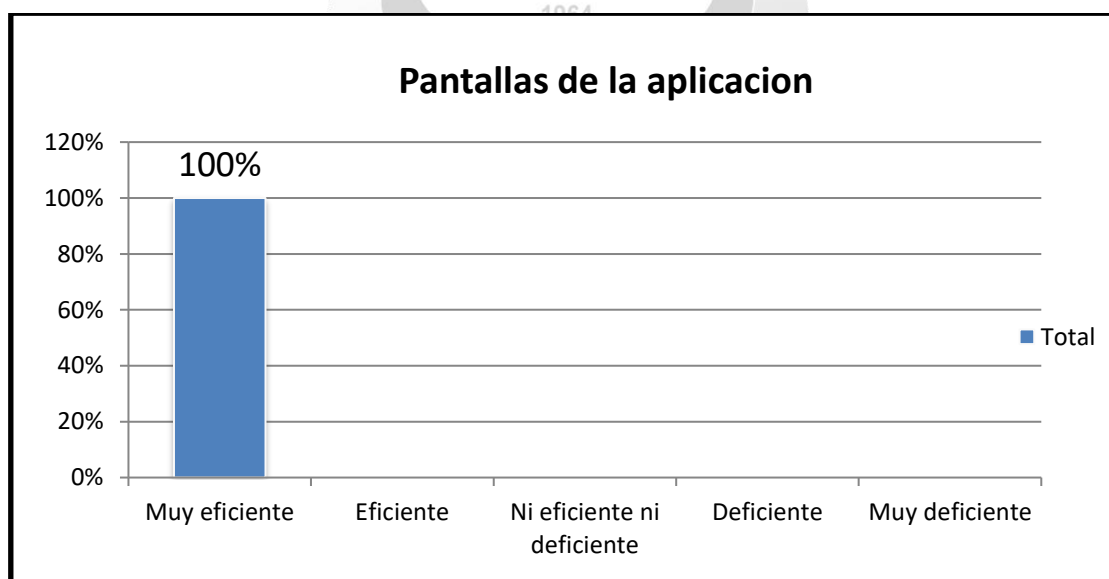 1964
Pantallas de la aplicacion
120%
100%
100%
80%
60%
40%
20%
0%
Total
Muy eficiente
Eficiente
Ni eficiente ni
deficiente
Deficiente
Muy deficiente